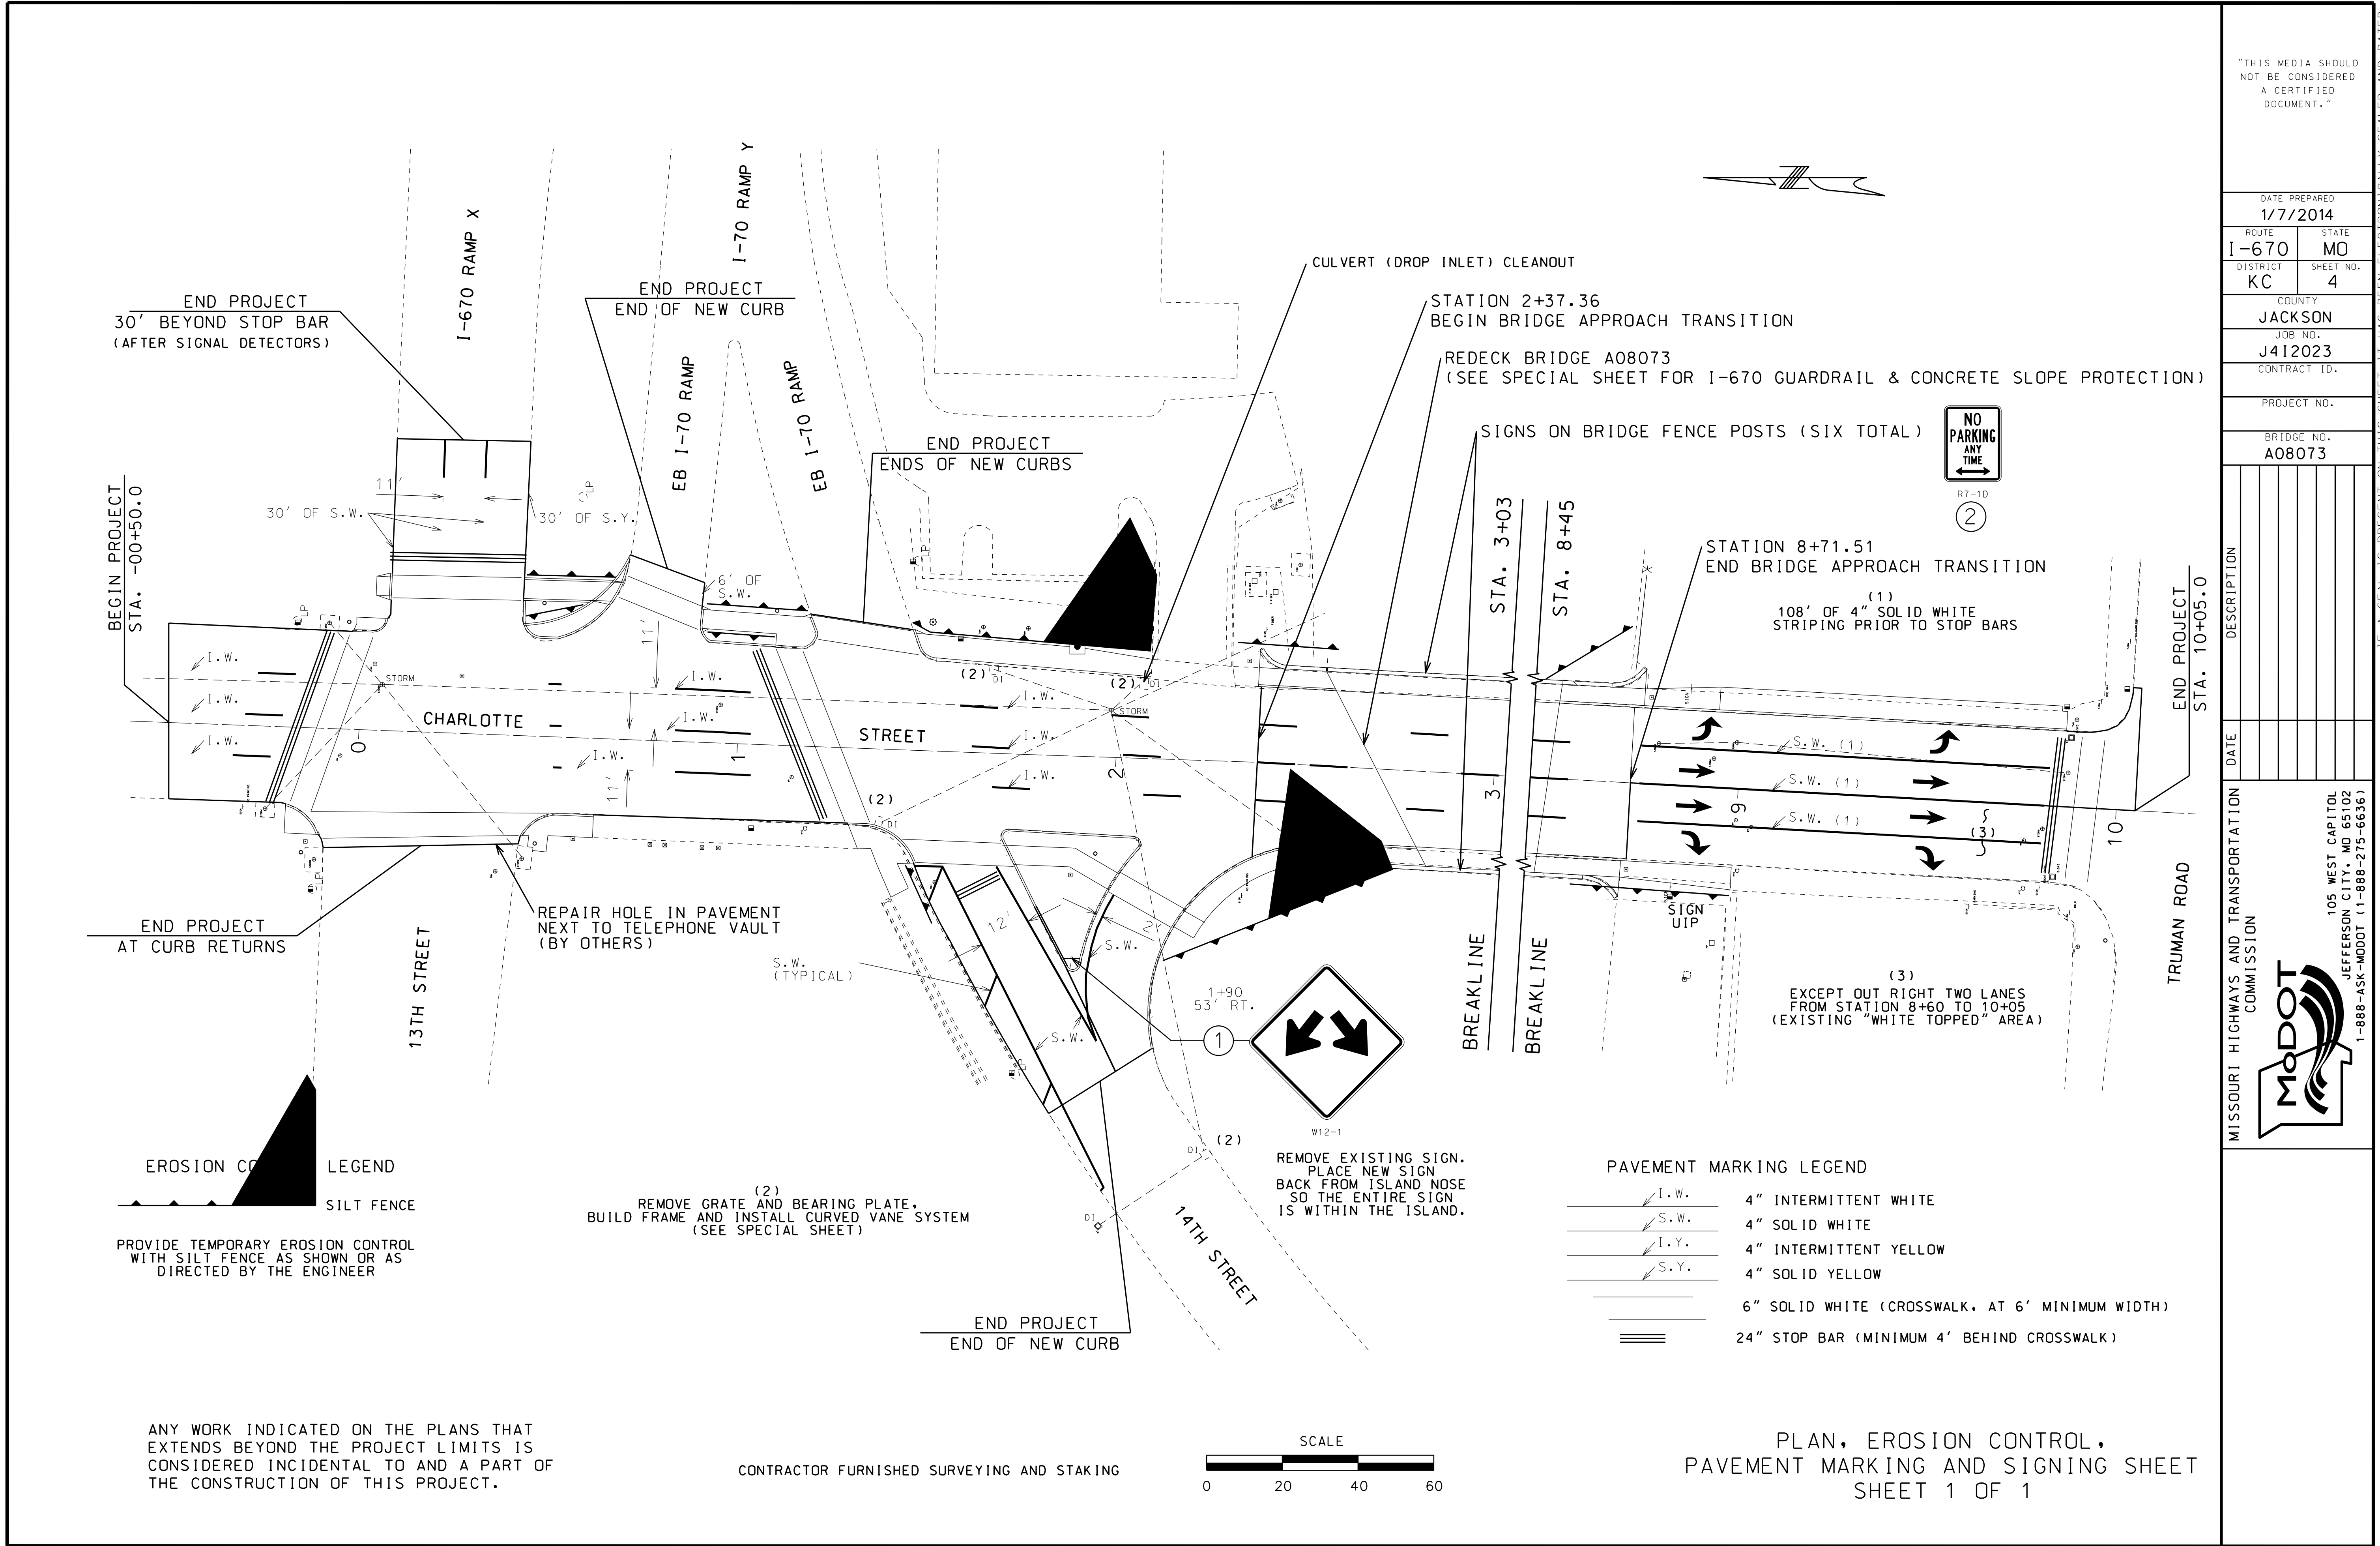 "THIS MEDIA SHOULD
NOT BE CONSIDERED
A CERTIFIED
DOCUMENT."
DATE PREPARED
1/7/2014
ROUTE
I-670
STATE
MO
DISTRICT
KC
SHEET NO.
4
COUNTY
JACKSON
JOB NO.
J4I2023
CONTRACT ID.
PROJECT NO.
BRIDGE NO.
A08073
DESCRIPTION
DATE
MISSOURI HIGHWAYS AND TRANSPORTATION
COMMISSION
MoDOT
105 WEST CAPITOL
JEFFERSON CITY, MO 65102
1-888-ASK-MODOT (1-888-275-6636)
I-670 RAMP X
I-70 RAMP Y
EB I-70 RAMP
EB I-70 RAMP
END PROJECT
30' BEYOND STOP BAR
(AFTER SIGNAL DETECTORS)
END PROJECT
END OF NEW CURB
END PROJECT
ENDS OF NEW CURBS
CULVERT (DROP INLET) CLEANOUT
STATION 2+37.36
BEGIN BRIDGE APPROACH TRANSITION
REDECK BRIDGE A08073
(SEE SPECIAL SHEET FOR I-670 GUARDRAIL & CONCRETE SLOPE PROTECTION)
SIGNS ON BRIDGE FENCE POSTS (SIX TOTAL)
NO
PARKING
ANY
TIME
R7-1D
2
BEGIN PROJECT
STA. -00+50.0
11'
30' OF S.W.
30' OF S.Y.
LP
LP
LP
6' OF
S.W.
STA. 3+03
STA. 8+45
STATION 8+71.51
END BRIDGE APPROACH TRANSITION
(1)
108' OF 4" SOLID WHITE
STRIPING PRIOR TO STOP BARS
END PROJECT
STA. 10+05.0
I.W.
I.W.
I.W.
STORM
CHARLOTTE
STREET
0
1
2
3
9
10
11'
11'
I.W.
I.W.
I.W.
(2)
DI
(2)
DI
STORM
I.W.
I.W.
I.W.
(2)
DI
S.W. (1)
S.W. (1)
S.W. (1)
(3)
SIGN
UIP
END PROJECT
AT CURB RETURNS
13TH STREET
LP
REPAIR HOLE IN PAVEMENT
NEXT TO TELEPHONE VAULT
(BY OTHERS)
S.W.
(TYPICAL)
12'
S.W.
S.W.
LP
1+90
53' RT.
1
W12-1
REMOVE EXISTING SIGN.
PLACE NEW SIGN
BACK FROM ISLAND NOSE
SO THE ENTIRE SIGN
IS WITHIN THE ISLAND.
BREAKLINE
BREAKLINE
(3)
EXCEPT OUT RIGHT TWO LANES
FROM STATION 8+60 TO 10+05
(EXISTING "WHITE TOPPED" AREA)
TRUMAN ROAD
EROSION CO LEGEND
SILT FENCE
PROVIDE TEMPORARY EROSION CONTROL
WITH SILT FENCE AS SHOWN OR AS
DIRECTED BY THE ENGINEER
(2)
REMOVE GRATE AND BEARING PLATE,
BUILD FRAME AND INSTALL CURVED VANE SYSTEM
(SEE SPECIAL SHEET)
DI
(2)
DI
14TH STREET
END PROJECT
END OF NEW CURB
PAVEMENT MARKING LEGEND
I.W. 4" INTERMITTENT WHITE
S.W. 4" SOLID WHITE
I.Y. 4" INTERMITTENT YELLOW
S.Y. 4" SOLID YELLOW
6" SOLID WHITE (CROSSWALK, AT 6' MINIMUM WIDTH)
24" STOP BAR (MINIMUM 4' BEHIND CROSSWALK)
ANY WORK INDICATED ON THE PLANS THAT
EXTENDS BEYOND THE PROJECT LIMITS IS
CONSIDERED INCIDENTAL TO AND A PART OF
THE CONSTRUCTION OF THIS PROJECT.
CONTRACTOR FURNISHED SURVEYING AND STAKING
SCALE
0 20 40 60
PLAN, EROSION CONTROL,
PAVEMENT MARKING AND SIGNING SHEET
SHEET 1 OF 1